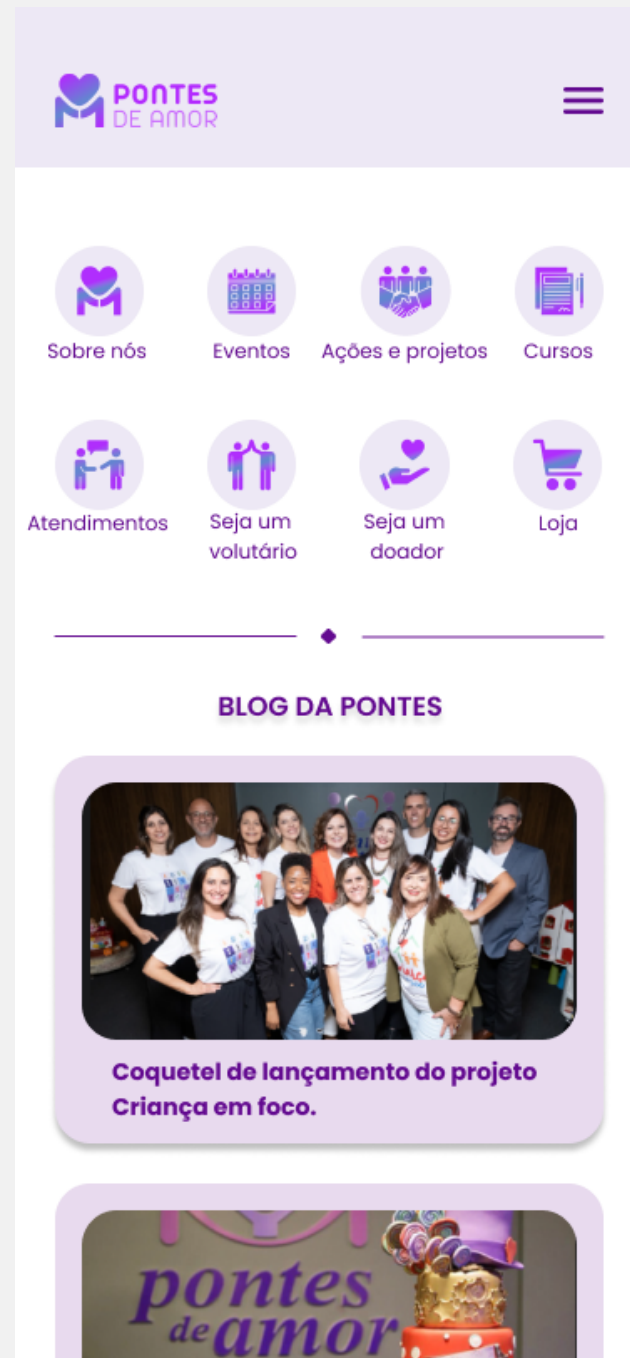 PONTES
DE AMOR
Sobre nós
Eventos
Ações e projetos
Cursos
Atendimentos
Seja um
volutário
Seja um
doador
Loja
BLOG DA PONTES
Coquetel de lançamento do projeto
Criança em foco.
pontes
de amor